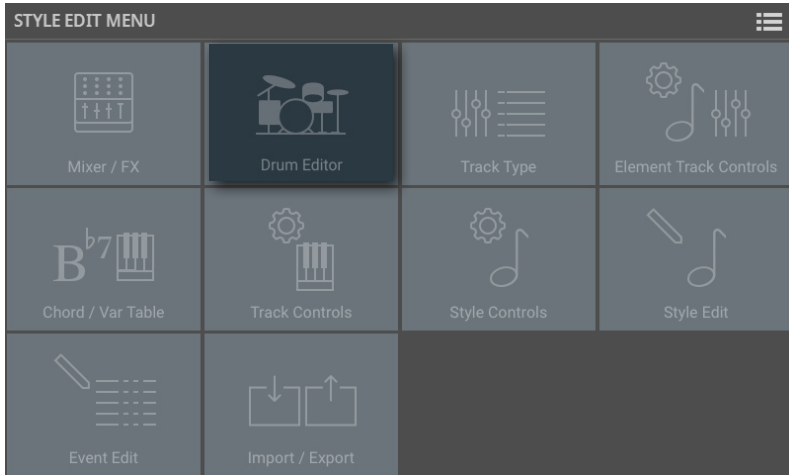 STYLE EDIT MENU
Mixer / FX
Drum Editor
Track Type
Element Track Controls
B♭7
Chord / Var Table
Track Controls
Style Controls
Style Edit
Event Edit
Import / Export